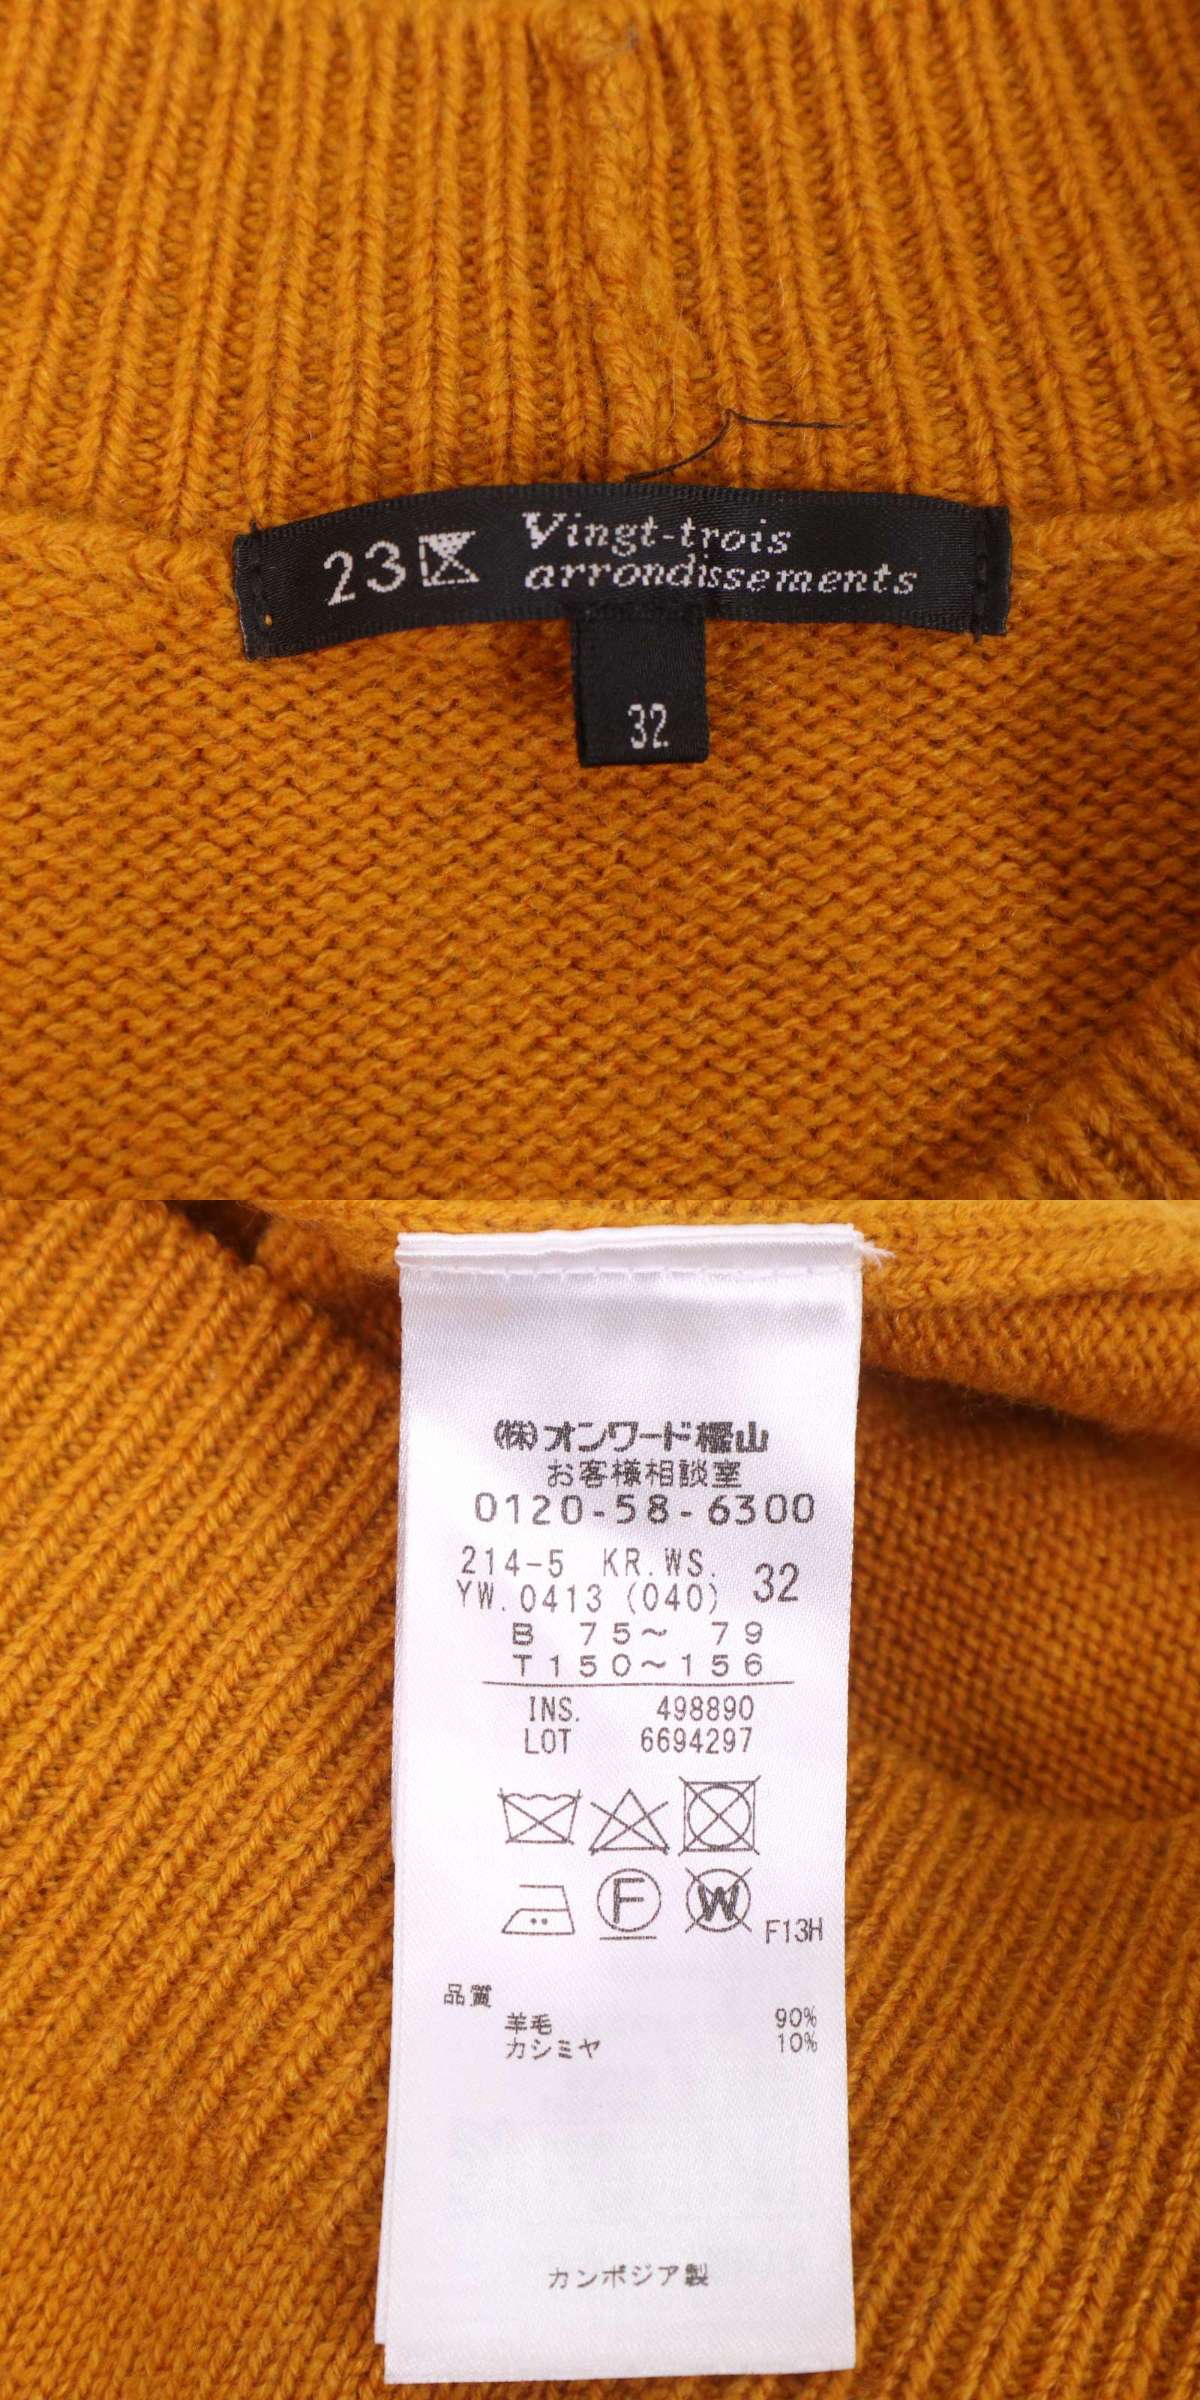 23区
Vingt-trois
arrondissements
32
(株)オンワード樫山
お客様相談室
0120-58-6300
214-5 KR.WS.
YW.0413 (040) 32
B 75～ 79
T150～156
INS. 498890
LOT 6694297
F
W
F13H
品質
羊毛 90%
カシミヤ 10%
カンボジア製